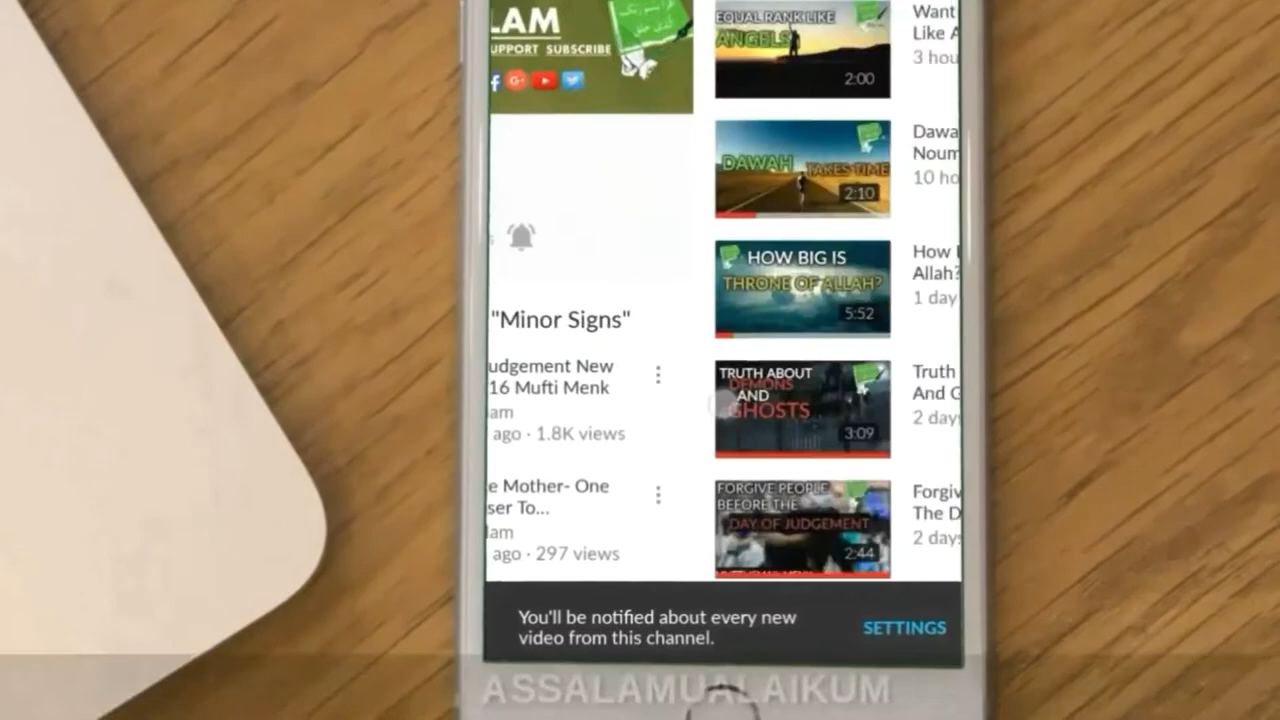 LAM
UPPORT SUBSCRIBE
"Minor Signs"
udgement New
16 Mufti Menk
am
ago · 1.8K views
e Mother- One
ser To...
lam
ago · 297 views
EQUAL RANK LIKE
ANGELS
2:00
Want
Like A
3 hou
DAWAH TAKES TIME
2:10
Dawa
Noum
10 ho
HOW BIG IS
THRONE OF ALLAH?
5:52
How
Allah?
1 day
TRUTH ABOUT
DEMONS
AND
GHOSTS
3:09
Truth
And G
2 day
FORGIVE PEOPLE
BEFORE THE
DAY OF JUDGEMENT
2:44
Forgiv
The D
2 day
You'll be notified about every new
video from this channel.
SETTINGS
ASSALAMUALAIKUM